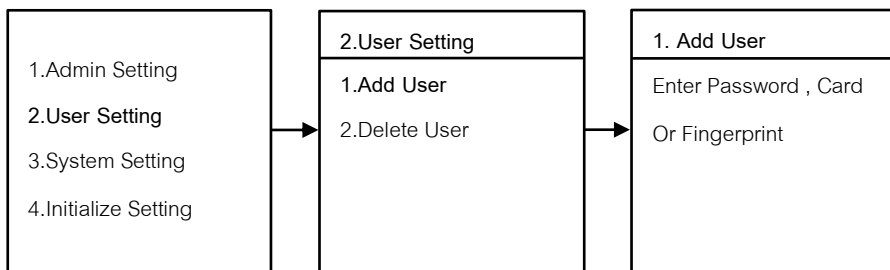 1.Admin Setting
2.User Setting
3.System Setting
4.Initialize Setting
2.User Setting
1.Add User
2.Delete User
1. Add User
Enter Password , Card
Or Fingerprint